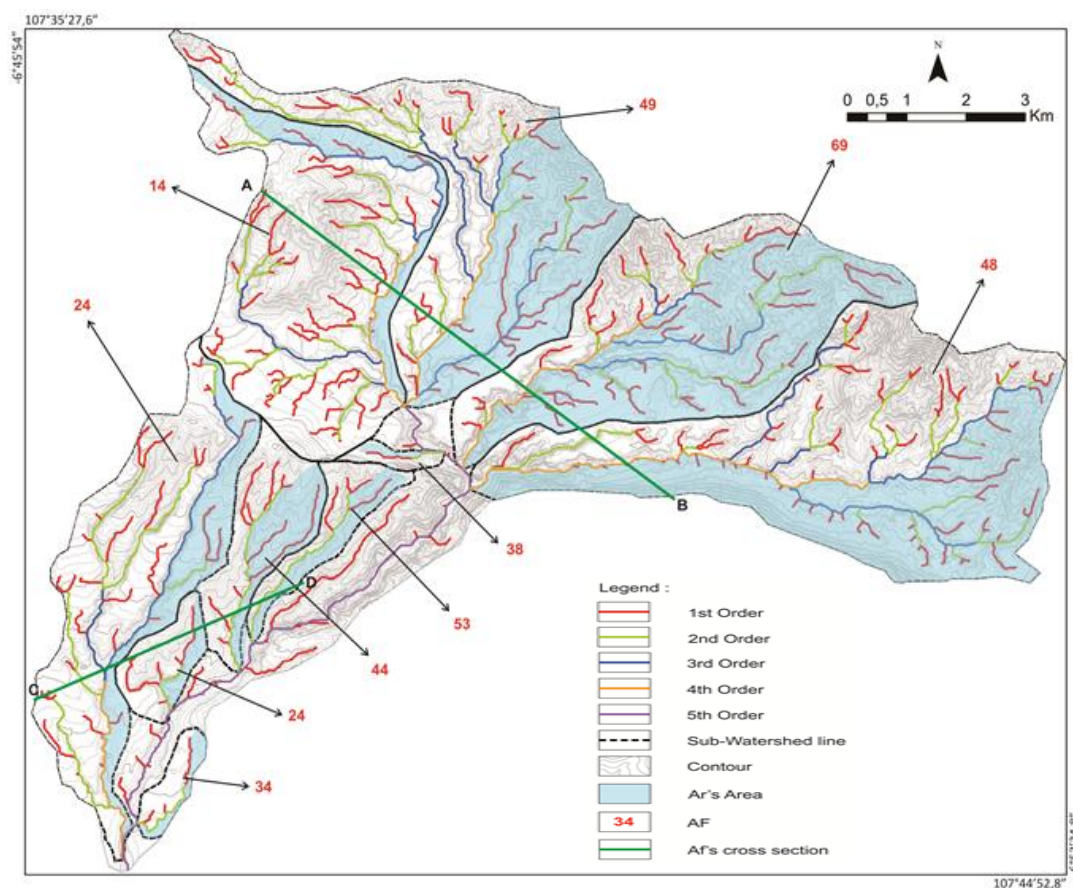 107°35'27,6"
-6°45'54"
N
0 0,5 1 2 3
Km
49
69
A
14
48
24
B
38
D
53
44
C
24
34
Legend :
1st Order
2nd Order
3rd Order
4th Order
5th Order
Sub-Watershed line
Contour
Ar's Area
34 AF
Af's cross section
107°44'52,8"